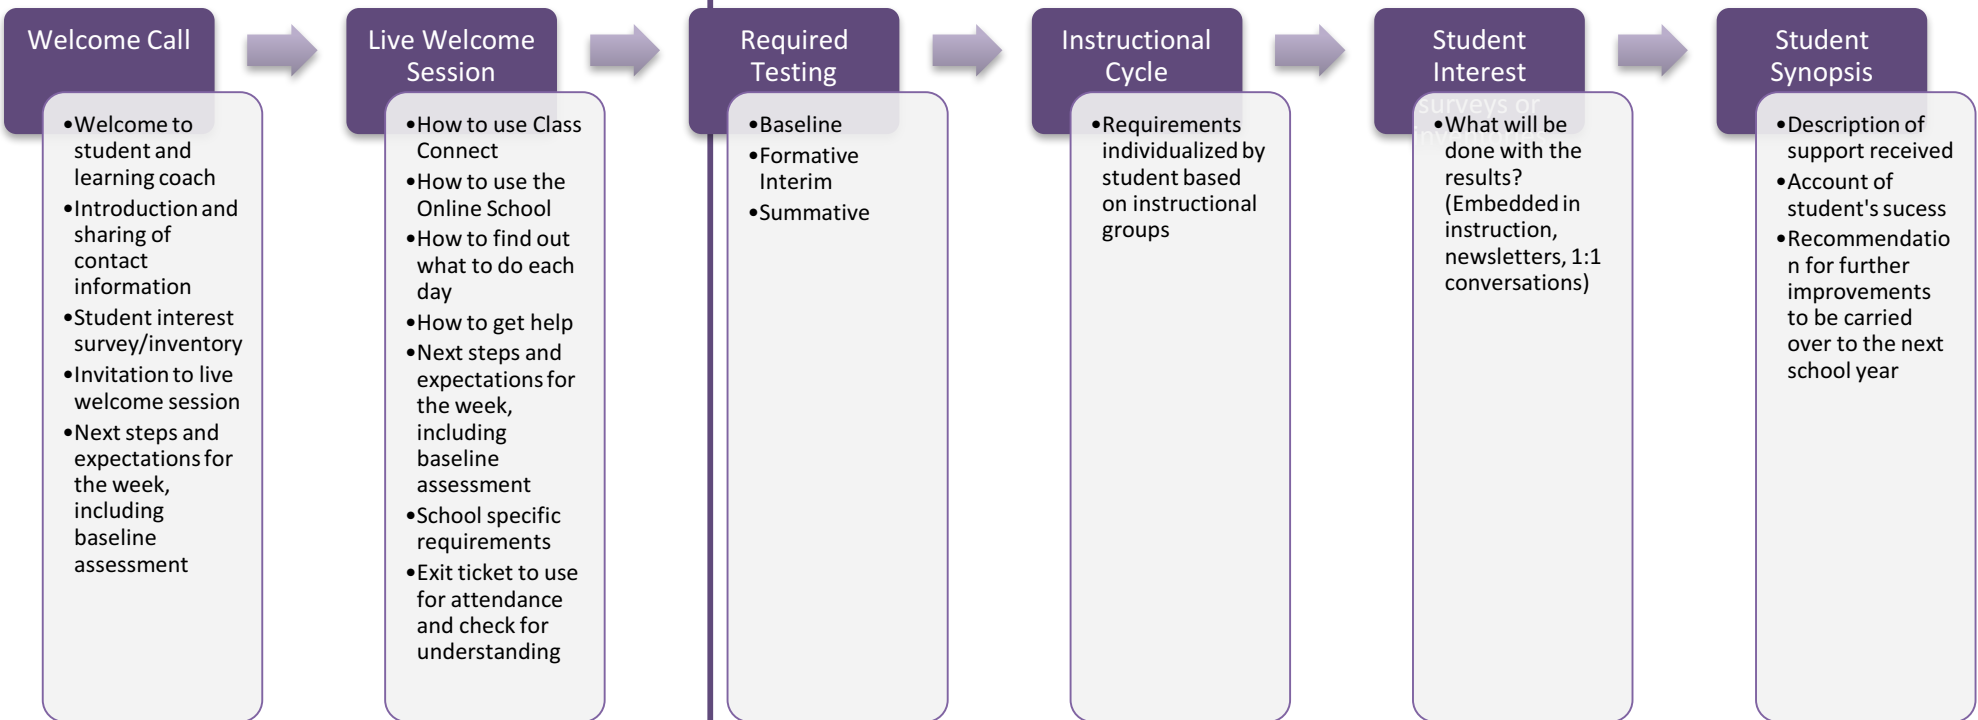 Welcome Call
•Welcome to
student and
learning coach
•Introduction and
sharing of
contact
information
•Student interest
survey/inventory
•Invitation to live
welcome session
•Next steps and
expectations for
the week,
including
baseline
assessment
Live Welcome
Session
•How to use Class
Connect
•How to use the
Online School
•How to find out
what to do each
day
•How to get help
•Next steps and
expectations for
the week,
including
baseline
assessment
•School specific
requirements
•Exit ticket to use
for attendance
and check for
understanding
Required
Testing
•Baseline
•Formative
Interim
•Summative
Instructional
Cycle
•Requirements
individualized by
student based
on instructional
groups
Student
Interest
surveys or
•What will be
done with the
results?
(Embedded in
instruction,
newsletters, 1:1
conversations)
Student
Synopsis
•Description of
support received
•Account of
student's sucess
•Recommendatio
n for further
improvements
to be carried
over to the next
school year